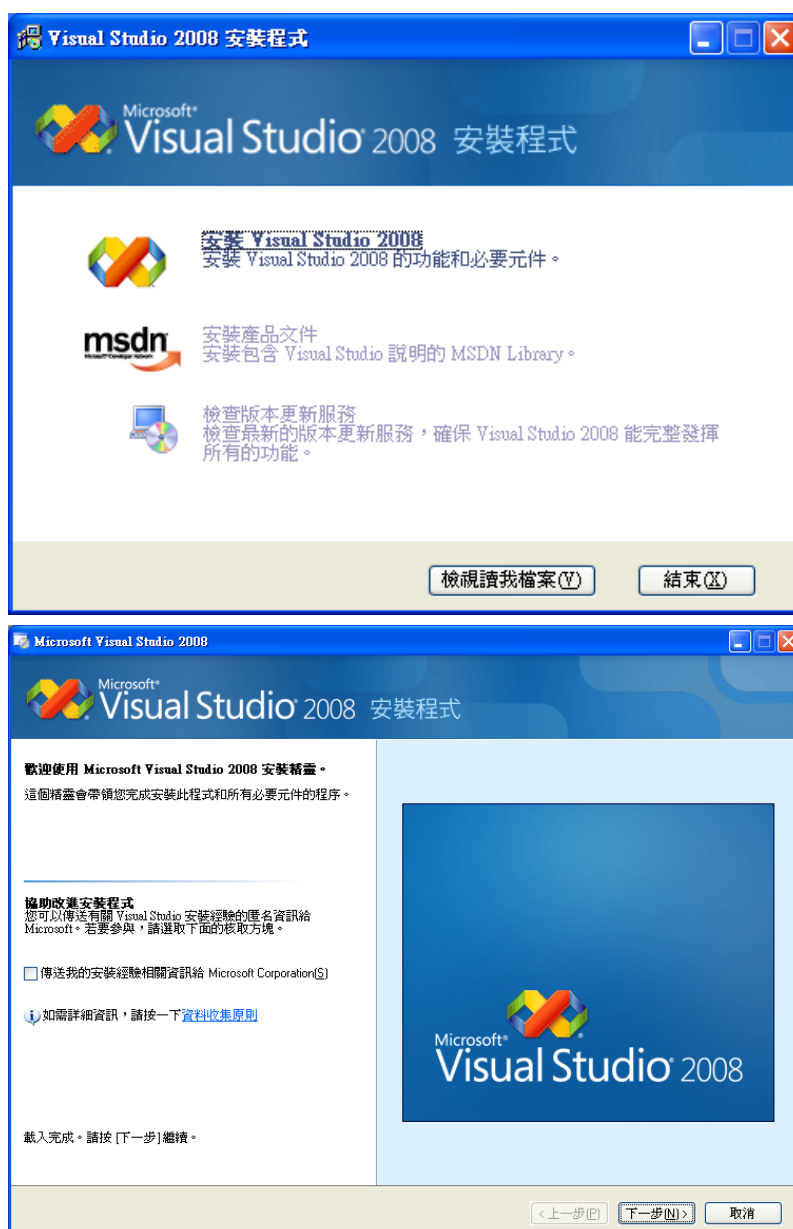 Visual Studio 2008 安裝程式
Microsoft
Visual Studio 2008 安裝程式
安裝 Visual Studio 2008
安裝 Visual Studio 2008 的功能和必要元件。
msdn
安裝產品文件
安裝包含 Visual Studio 說明的 MSDN Library。
檢查版本更新服務
檢查最新的版本更新服務,確保 Visual Studio 2008 能完整發揮
所有的功能。
檢視讀我檔案(V) 結束(X)
Microsoft Visual Studio 2008
Microsoft
Visual Studio 2008 安裝程式
歡迎使用 Microsoft Visual Studio 2008 安裝精靈。
這個精靈會帶領您完成安裝此程式和所有必要元件的程序。
協助改進安裝程式
您可以傳送有關 Visual Studio 安裝經驗的匿名資訊給
Microsoft。若要參與,請選取下面的核取方塊。
傳送我的安裝經驗相關資訊給 Microsoft Corporation(S)
如需詳細資訊,請按一下資料收集原則
Microsoft
Visual Studio 2008
載入完成。請按 [下一步] 繼續。
<上一步(P) 下一步(N)> 取消